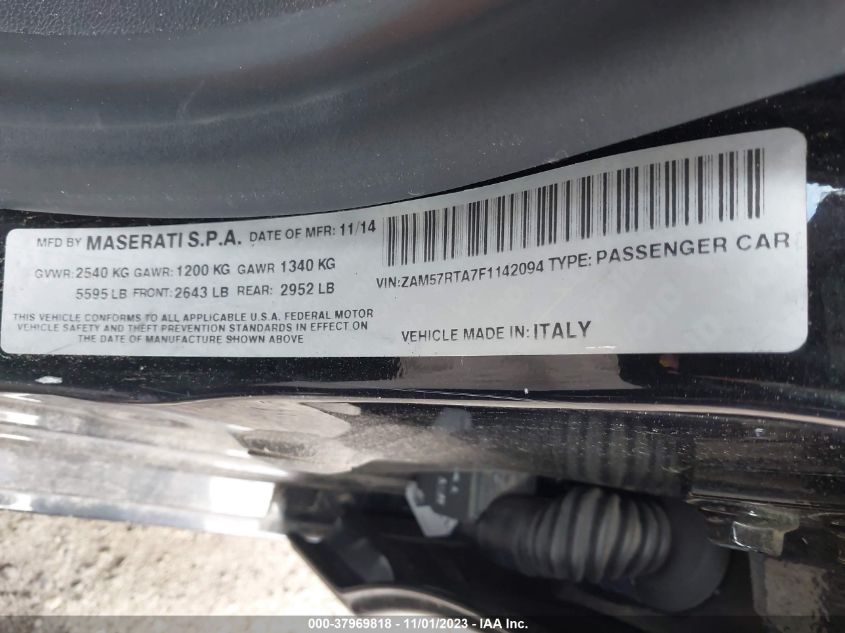 MFD BY MASERATI S.P.A. DATE OF MFR: 11/14
GVWR: 2540 KG GAWR: 1200 KG GAWR 1340 KG
5595 LB FRONT: 2643 LB REAR: 2952 LB
THIS VEHICLE CONFORMS TO ALL APPLICABLE U.S.A. FEDERAL MOTOR
VEHICLE SAFETY AND THEFT PREVENTION STANDARDS IN EFFECT ON
THE DATE OF MANUFACTURE SHOWN ABOVE
VIN:ZAM57RTA7F1142094 TYPE: PASSENGER CAR
VEHICLE MADE IN: ITALY
000-37969818 - 11/01/2023 - IAA Inc.